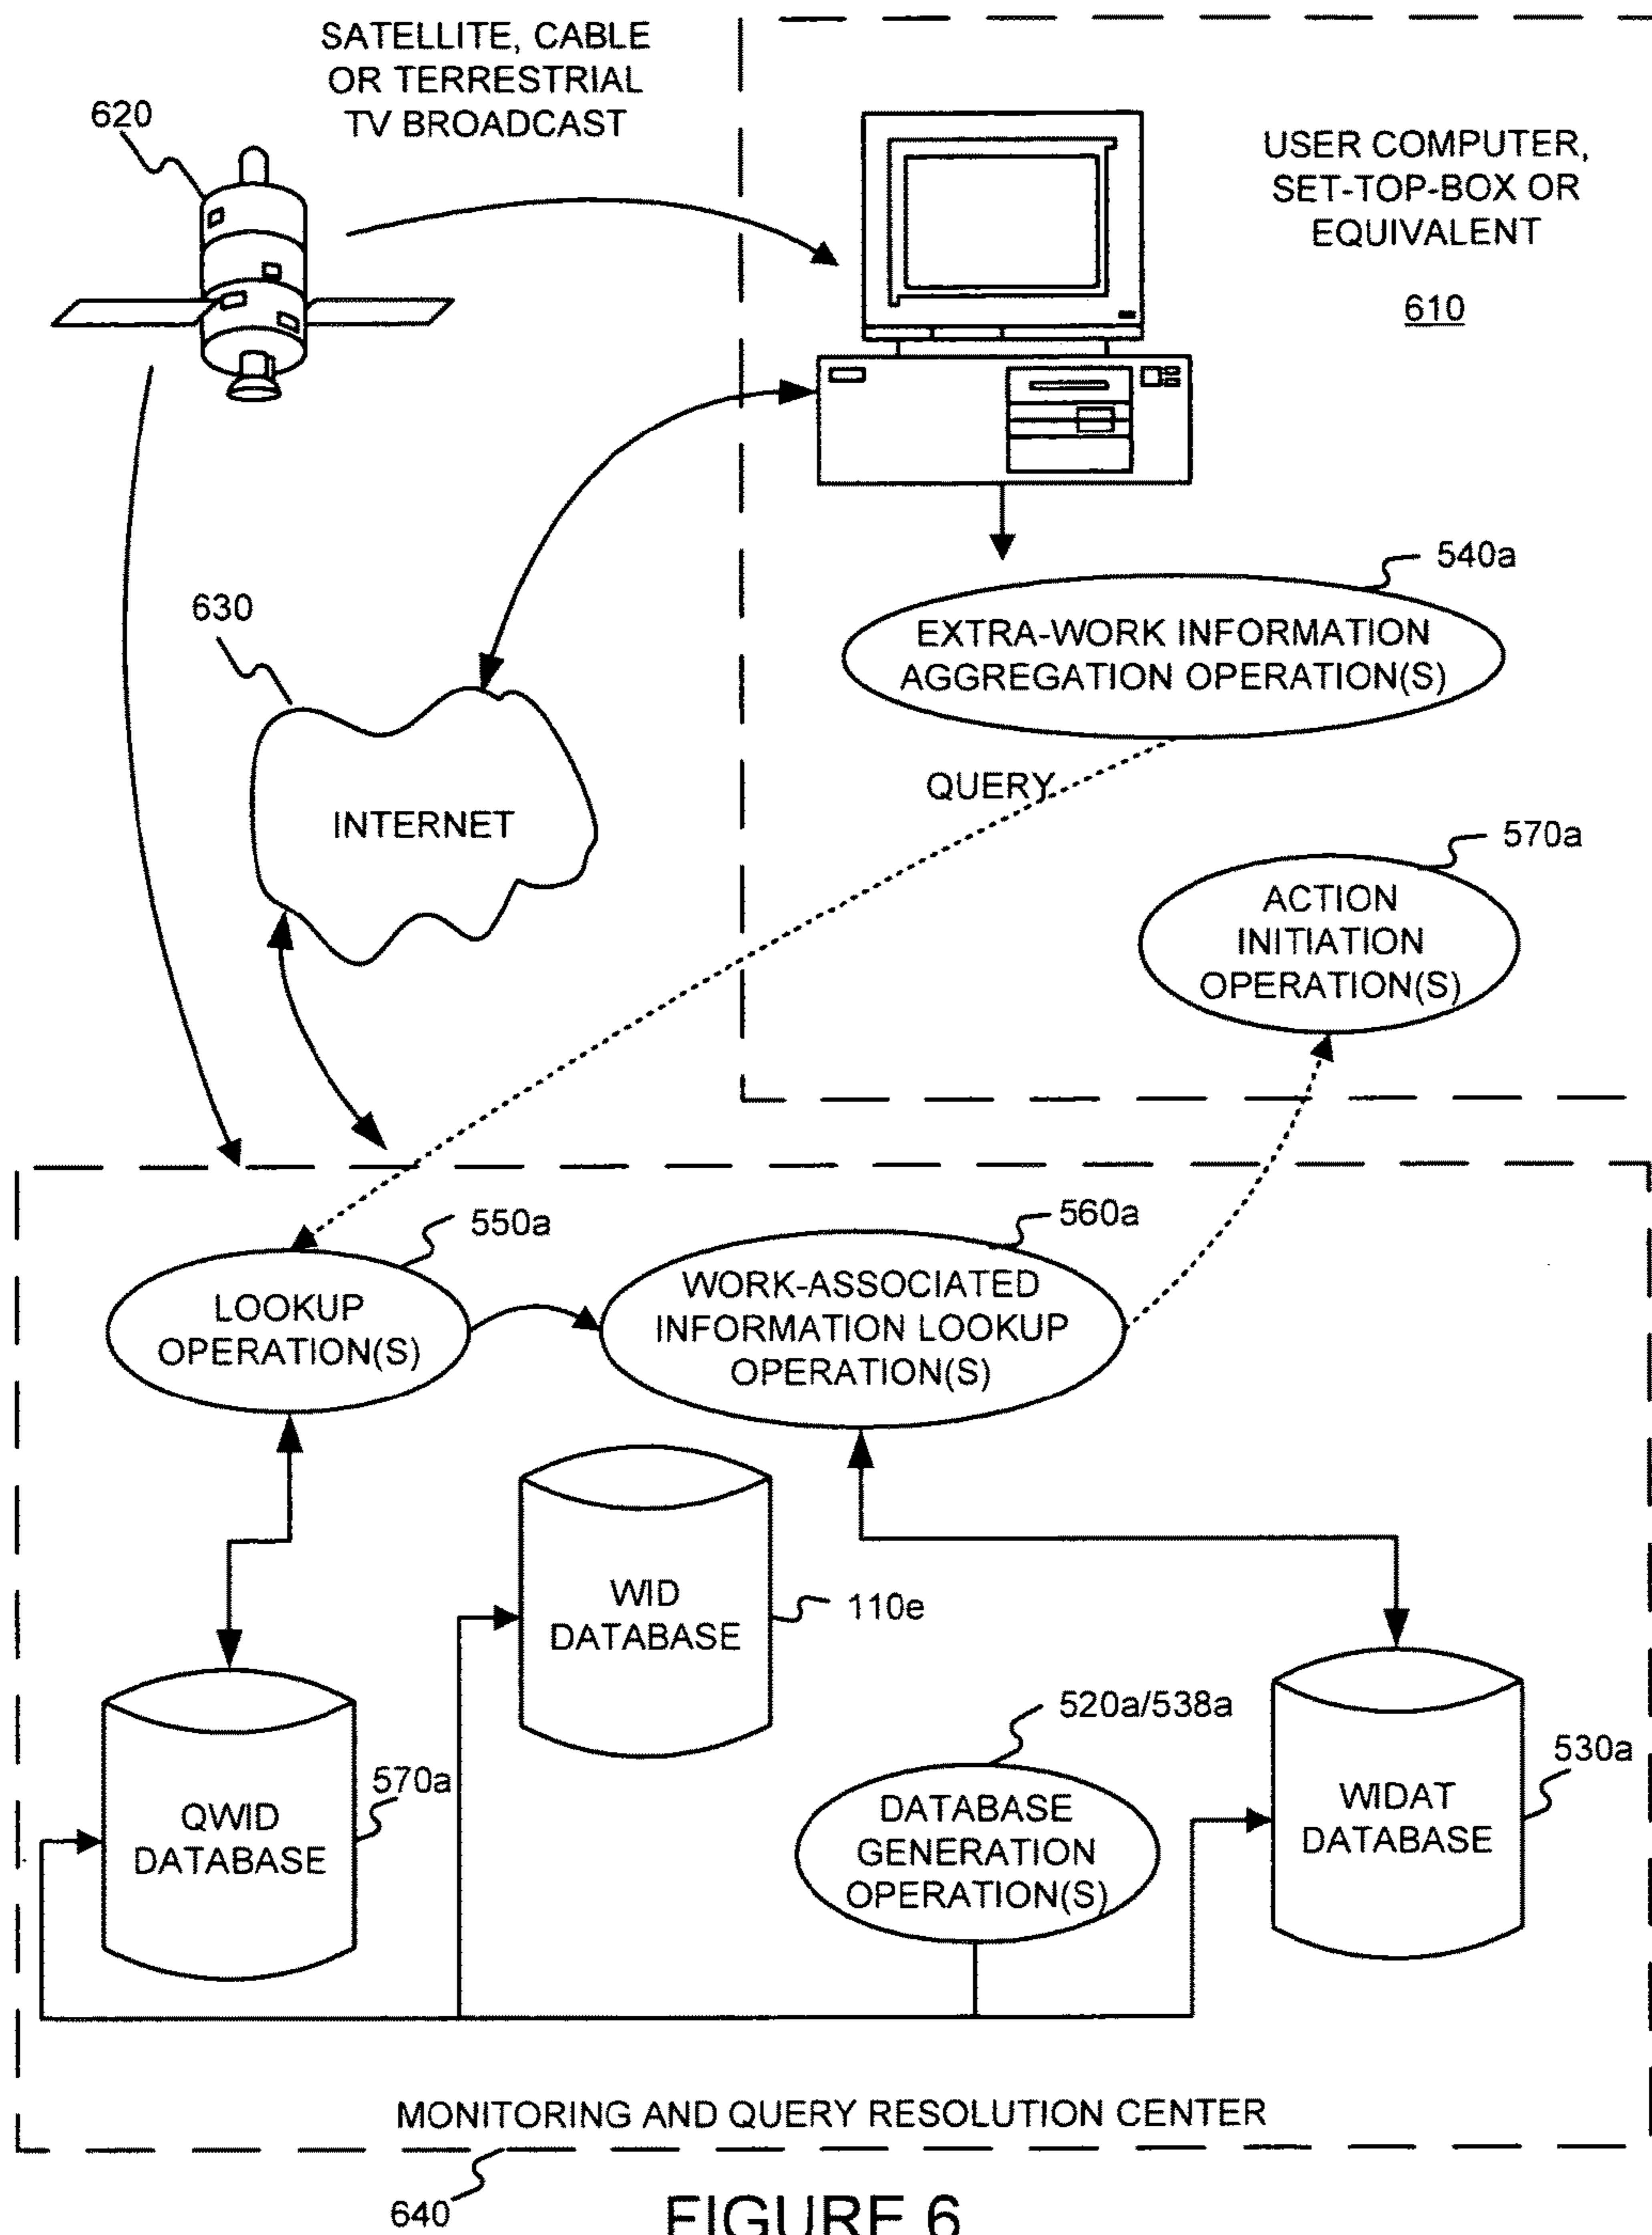 SATELLITE, CABLE
OR TERRESTRIAL
TV BROADCAST
620
USER COMPUTER,
SET-TOP-BOX OR
EQUIVALENT
610
540a
EXTRA-WORK INFORMATION
AGGREGATION OPERATION(S)
630
INTERNET
QUERY
570a
ACTION
INITIATION
OPERATION(S)
550a
LOOKUP
OPERATION(S)
560a
WORK-ASSOCIATED
INFORMATION LOOKUP
OPERATION(S)
WID
DATABASE
110e
QWID
DATABASE
570a
520a/538a
DATABASE
GENERATION
OPERATION(S)
WIDAT
DATABASE
530a
MONITORING AND QUERY RESOLUTION CENTER
640
FIGURE 6